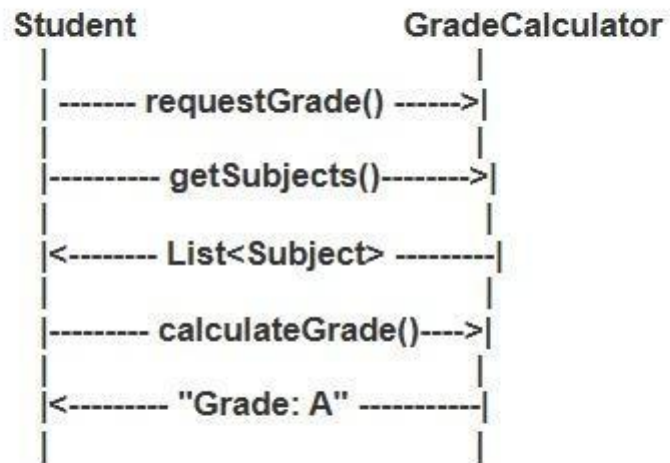 Student GradeCalculator
| |
| ------- requestGrade() ------>|
| |
|---------- getSubjects()-------->|
| |
|<-------- List<Subject> ----------|
| |
|--------- calculateGrade()---->|
| |
|<--------- "Grade: A" -----------|
| |